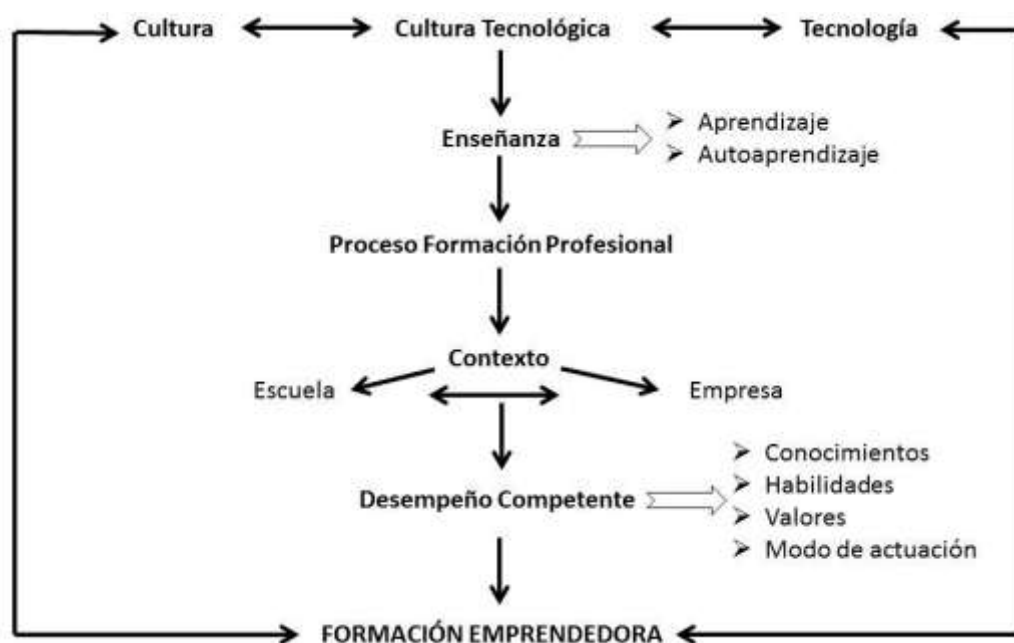 Cultura Cultura Tecnológica Tecnología
Enseñanza
Aprendizaje
Autoaprendizaje
Proceso Formación Profesional
Contexto
Escuela Empresa
Desempeño Competente
Conocimientos
Habilidades
Valores
Modo de actuación
FORMACIÓN EMPRENDEDORA